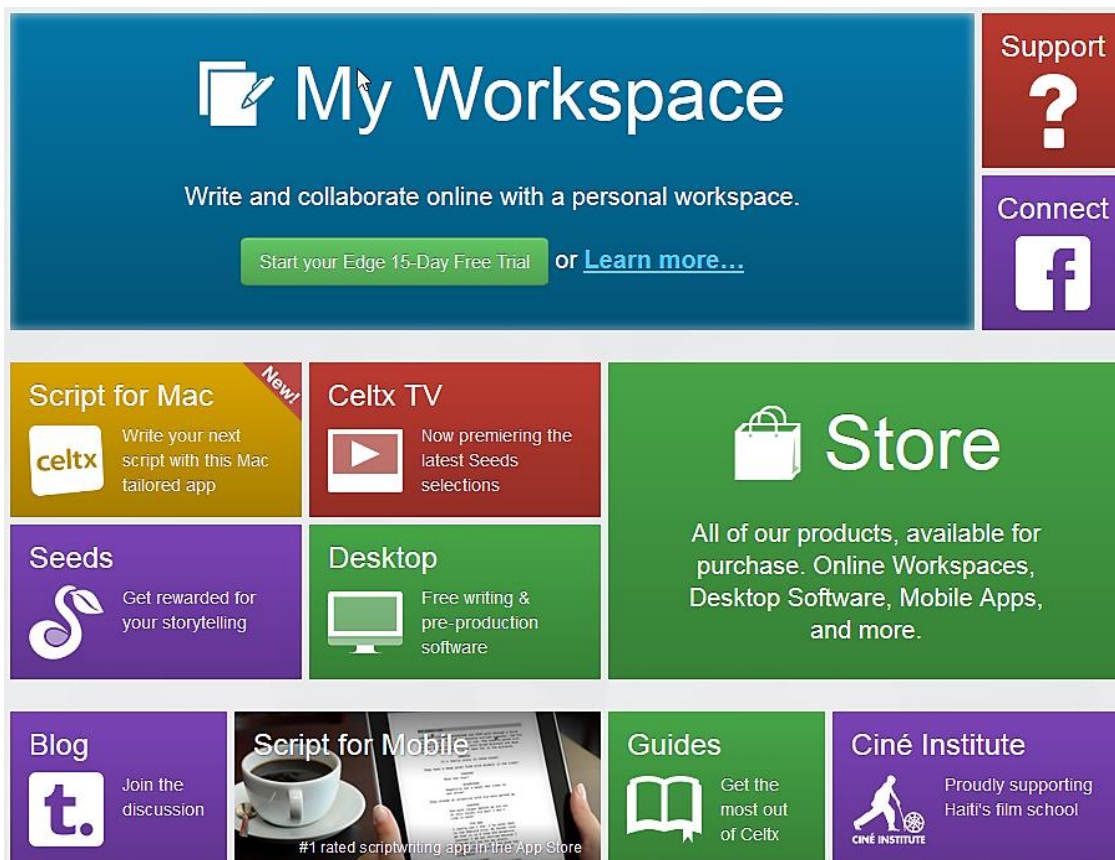 My Workspace
Write and collaborate online with a personal workspace.
Start your Edge 15-Day Free Trial or Learn more...
Support
?
Connect
f
Script for Mac
New!
celtx
Write your next
script with this Mac
tailored app
Celtx TV
Now premiering the
latest Seeds
selections
Store
All of our products, available for
purchase. Online Workspaces,
Desktop Software, Mobile Apps,
and more.
Seeds
Get rewarded for
your storytelling
Desktop
Free writing &
pre-production
software
Blog
t.
Join the
discussion
Script for Mobile
#1 rated scriptwriting app in the App Store
Guides
Get the
most out
of Celtx
Ciné Institute
CINÉ INSTITUTE
Proudly supporting
Haiti's film school